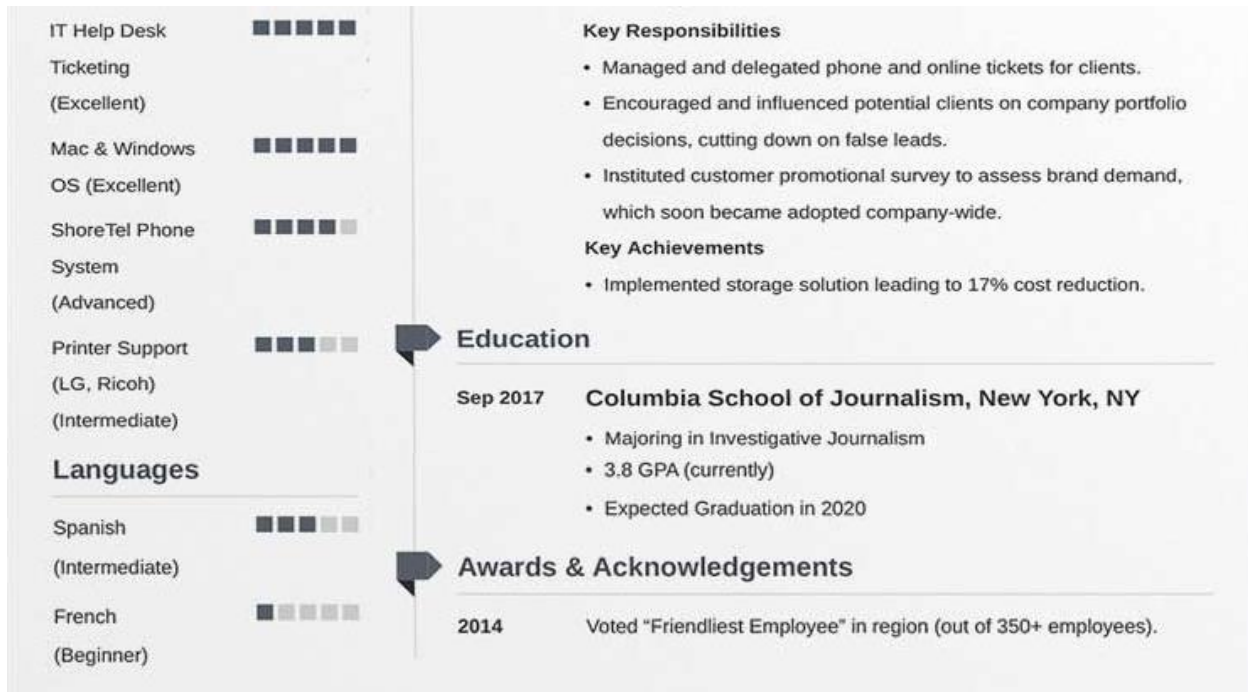 IT Help Desk
Ticketing
(Excellent)
Mac & Windows
OS (Excellent)
ShoreTel Phone
System
(Advanced)
Printer Support
(LG, Ricoh)
(Intermediate)
Languages
Spanish
(Intermediate)
French
(Beginner)
Key Responsibilities
• Managed and delegated phone and online tickets for clients.
• Encouraged and influenced potential clients on company portfolio
decisions, cutting down on false leads.
• Instituted customer promotional survey to assess brand demand,
which soon became adopted company-wide.
Key Achievements
• Implemented storage solution leading to 17% cost reduction.
Education
Sep 2017 Columbia School of Journalism, New York, NY
• Majoring in Investigative Journalism
• 3.8 GPA (currently)
• Expected Graduation in 2020
Awards & Acknowledgements
2014 Voted “Friendliest Employee” in region (out of 350+ employees).